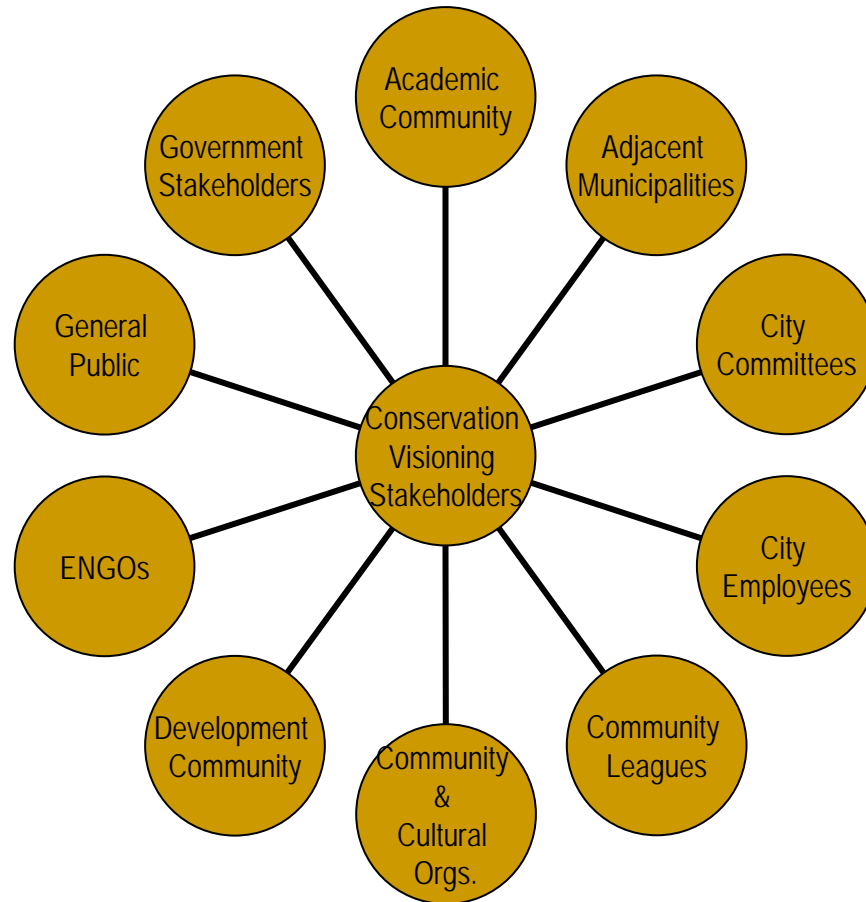 Academic
Community
Government
Stakeholders
Adjacent
Municipalities
General
Public
City
Committees
Conservation
Visioning
Stakeholders
ENGOs
City
Employees
Development
Community
Community
Leagues
Community
&
Cultural
Orgs.